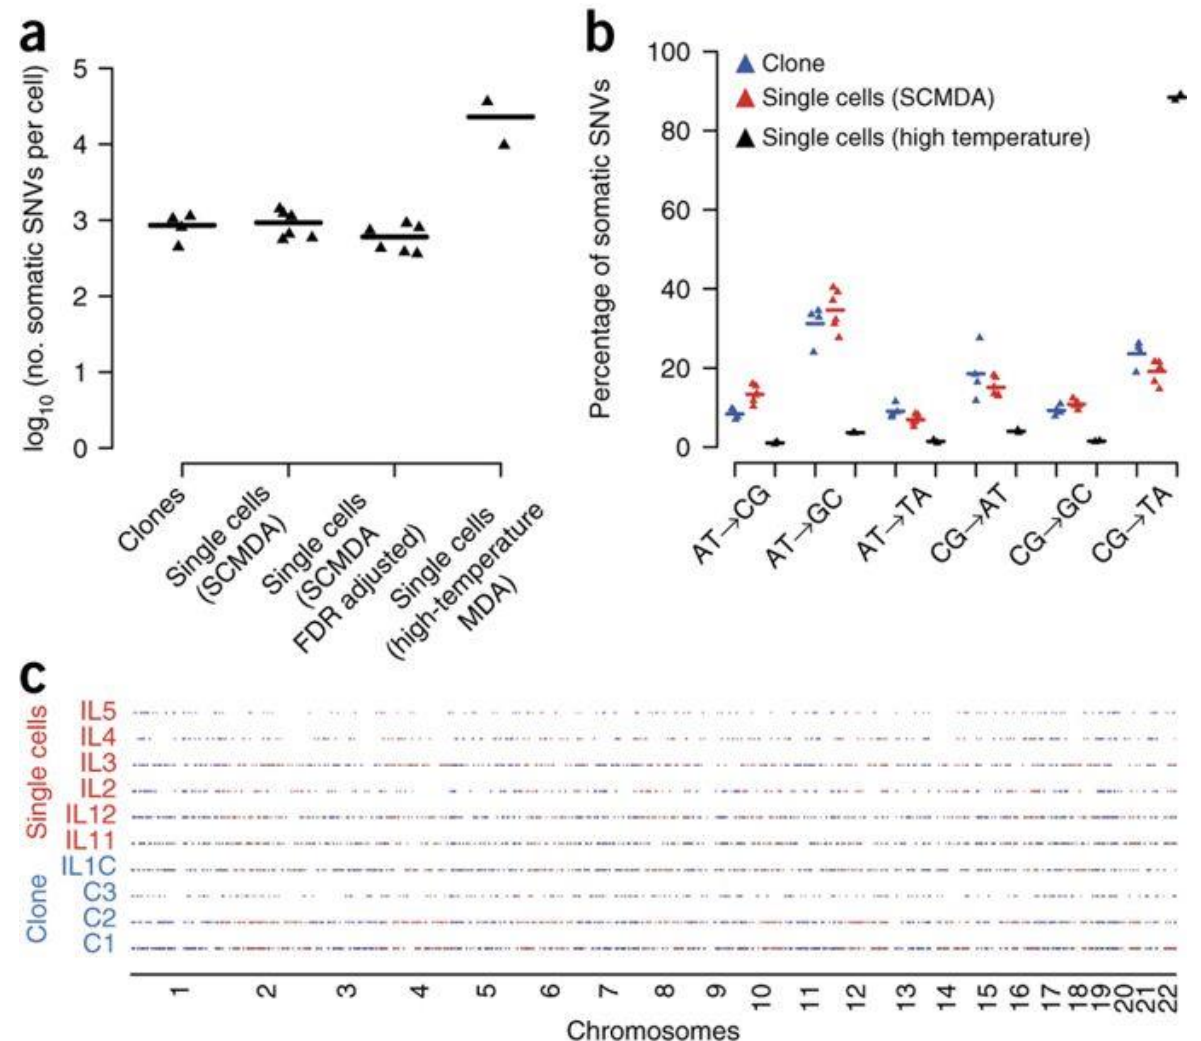 a
log10 (no. somatic SNVs per cell)
5
4
3
2
1
0
Clones
Single cells
(SCMDA)
Single cells
(SCMDA
FDR adjusted)
Single cells
(high-temperature
MDA)
b
Percentage of somatic SNVs
100
80
60
40
20
0
Clone
Single cells (SCMDA)
Single cells (high temperature)
AT→CG
AT→GC
AT→TA
CG→AT
CG→GC
CG→TA
c
Single cells
IL5
IL4
IL3
IL2
IL12
IL11
Clone
IL1C
C3
C2
C1
1 2 3 4 5 6 7 8 9 10 11 12 13 14 15 16 17 18 19 20 21 22
Chromosomes